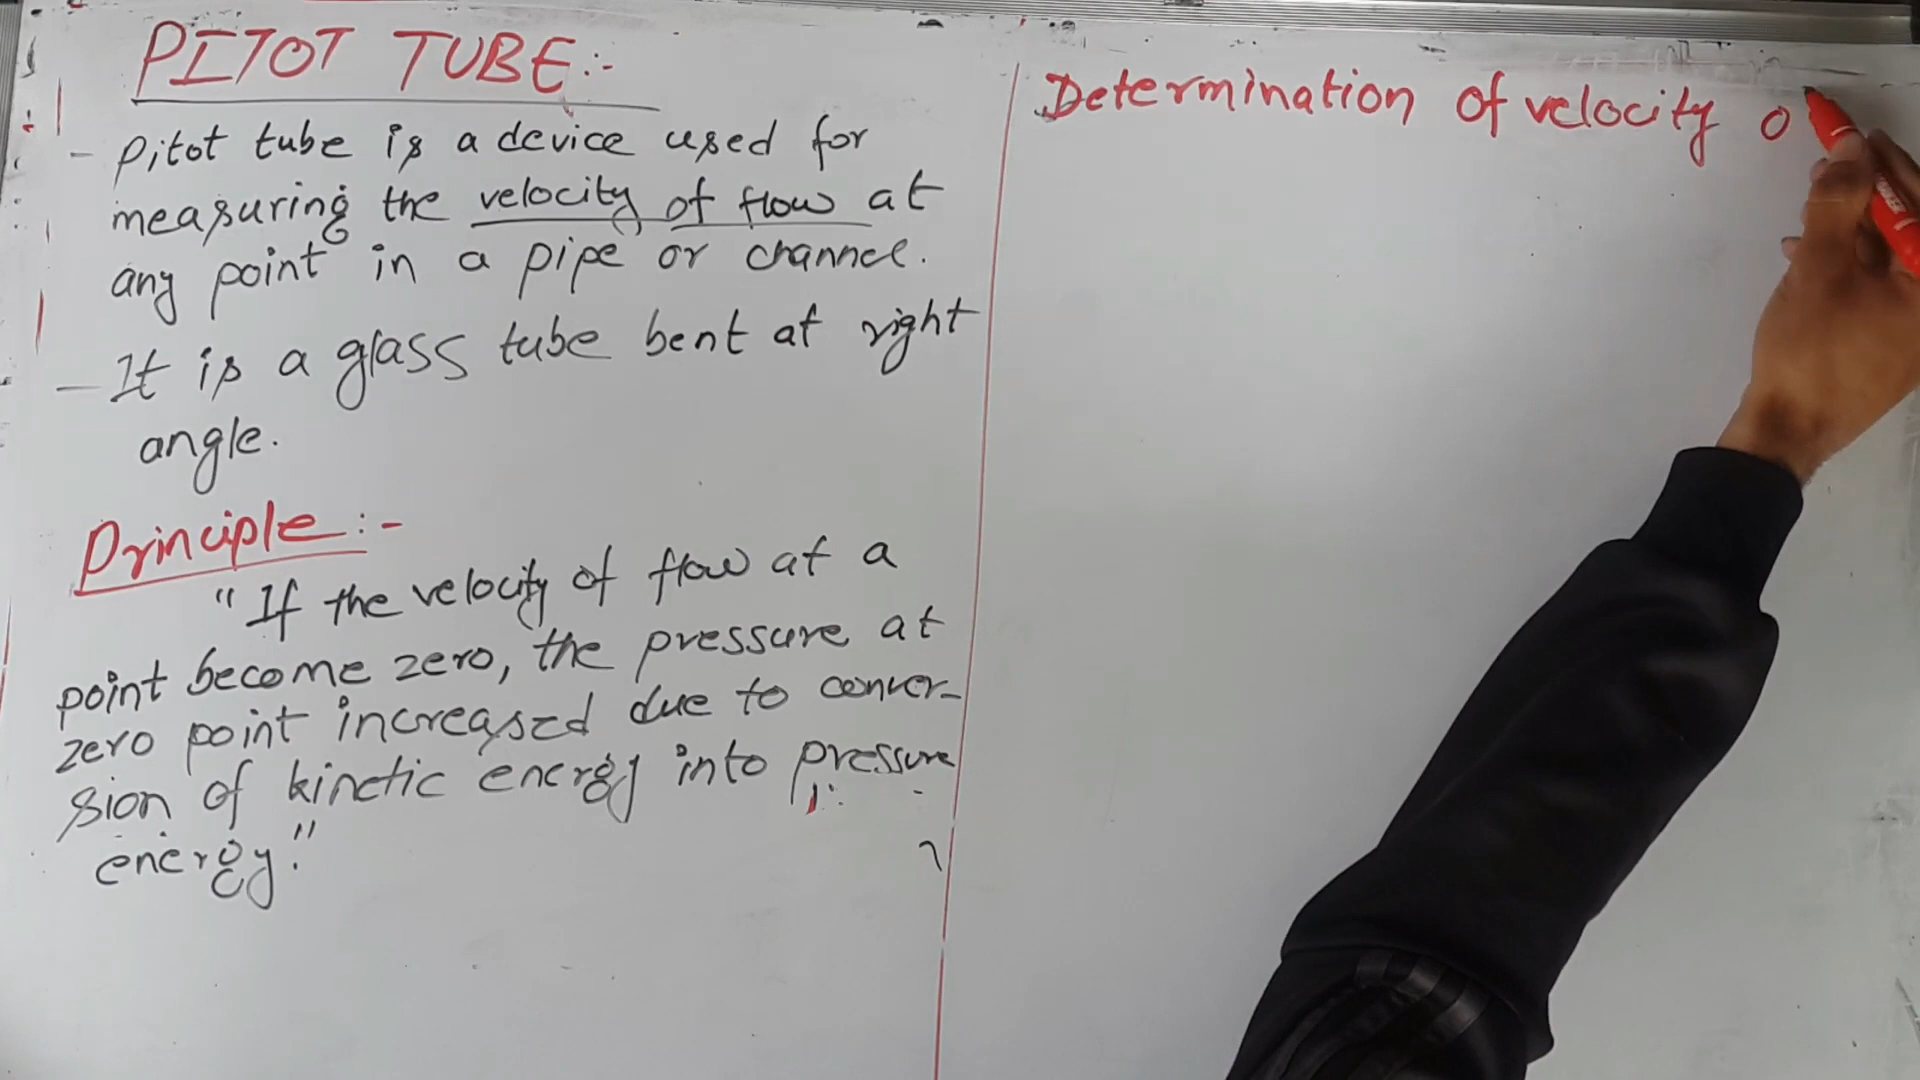 PITOT TUBE:-
- pitot tube is a device used for
measuring the velocity of flow at
any point in a pipe or channel.
- It is a glass tube bent at right
angle.
Principle:-
"If the velocity of flow at a
point become zero, the pressure at
zero point increased due to conver-
sion of kinetic energy into pressure
energy."
Determination of velocity o